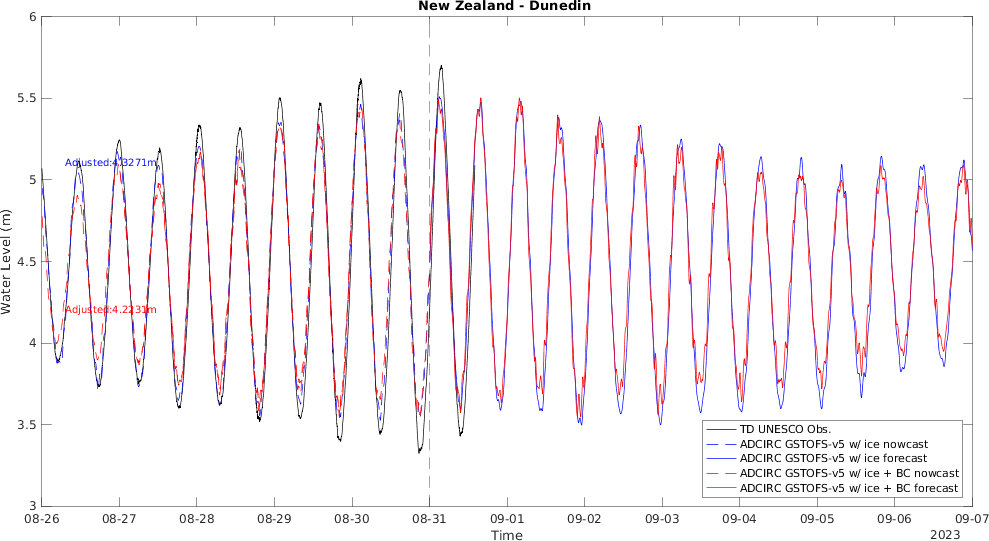 New Zealand - Dunedin
6
5.5
5
4.5
4
3.5
3
Water Level (m)
Adjusted:4.3271m
Adjusted:4.2231m
TD UNESCO Obs.
ADCIRC GSTOFS-v5 w/ ice nowcast
ADCIRC GSTOFS-v5 w/ ice forecast
ADCIRC GSTOFS-v5 w/ ice + BC nowcast
ADCIRC GSTOFS-v5 w/ ice + BC forecast
08-26 08-27 08-28 08-29 08-30 08-31 09-01 09-02 09-03 09-04 09-05 09-06 09-07
Time
2023